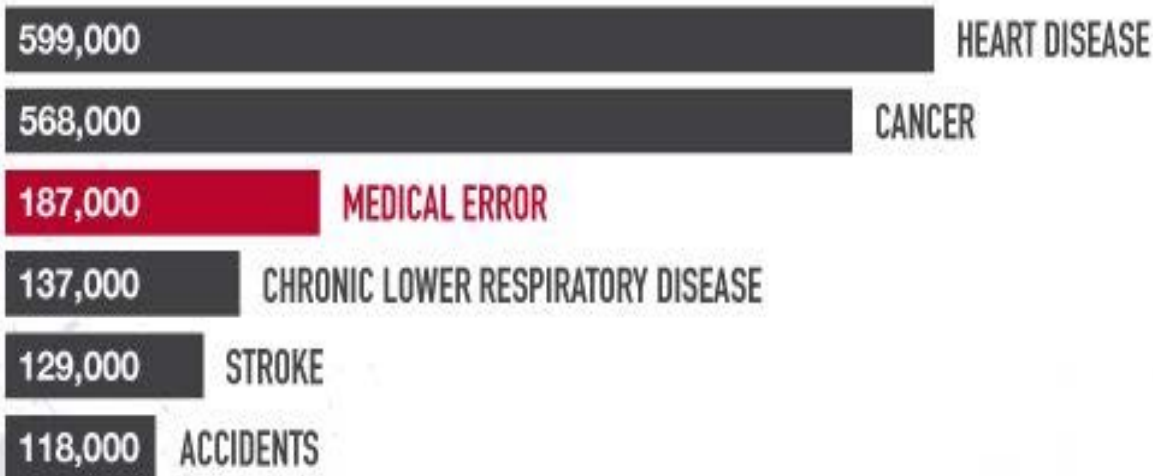 599,000 HEART DISEASE
568,000 CANCER
187,000 MEDICAL ERROR
137,000 CHRONIC LOWER RESPIRATORY DISEASE
129,000 STROKE
118,000 ACCIDENTS